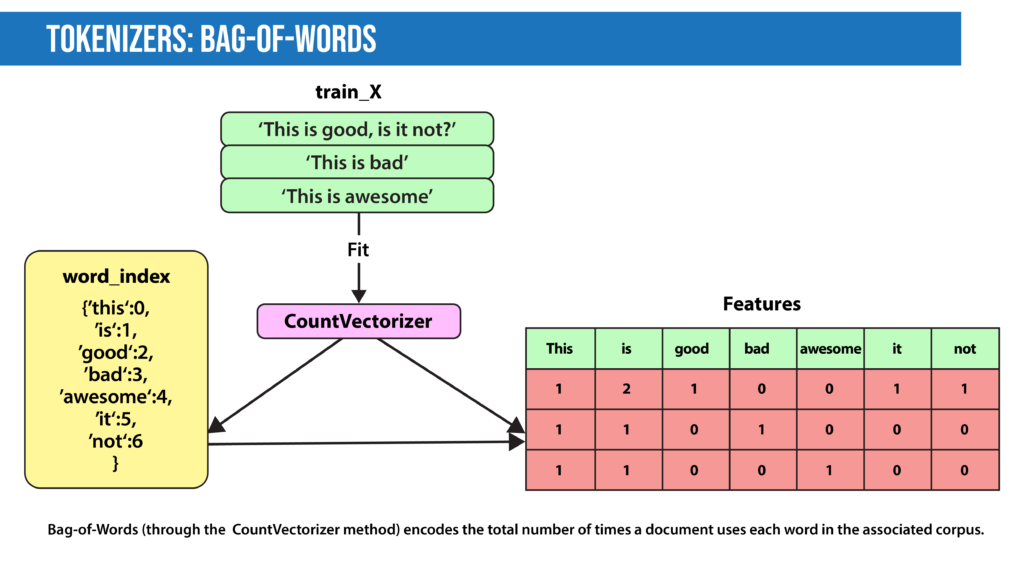 TOKENIZERS: BAG-OF-WORDS
train_X
‘This is good, is it not?’
‘This is bad’
‘This is awesome’
Fit
CountVectorizer
word_index
{’this‘:0,
’is‘:1,
’good‘:2,
’bad‘:3,
’awesome‘:4,
’it‘:5,
’not‘:6
}
Features
This is good bad awesome it not
1 2 1 0 0 1 1
1 1 0 1 0 0 0
1 1 0 0 1 0 0
Bag-of-Words (through the CountVectorizer method) encodes the total number of times a document uses each word in the associated corpus.